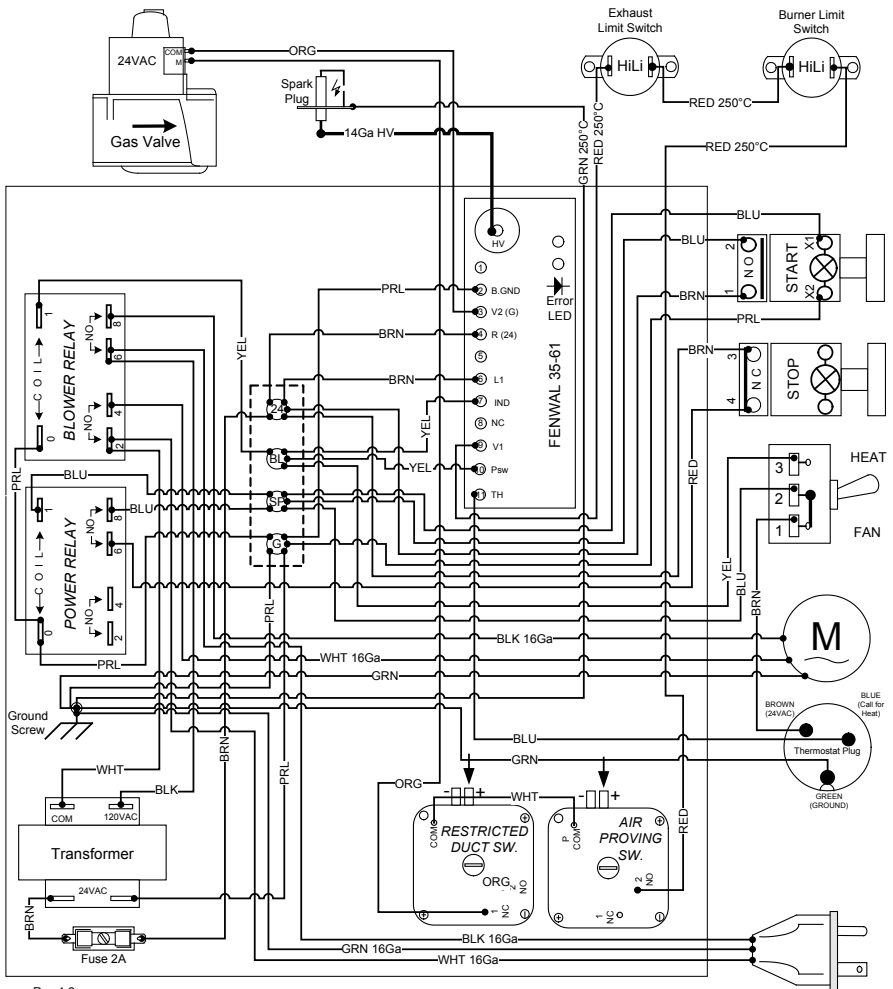 Exhaust
Limit Switch
Burner Limit
Switch
24VAC
COM
M
ORG
Gas Valve
Spark
Plug
14Ga HV
HiLi
HiLi
RED 250°C
RED 250°C
GRN 250°C
RED 250°C
HV
1
2 B.GND
3 V2 (G)
4 R (24)
5
6 L1
7 IND
8 NC
9 V1
10 Psw
11 TH
Error
LED
FENWAL 35-61
BLU
BLU
BRN
PRL
BRN
2
1
NO
START
X1
X2
3
4
NC
STOP
RED
HEAT
3
2
1
FAN
YEL
BLU
BRN
1
COIL
0
BLOWER RELAY
NO
8
6
NO
4
2
PRL
BLU
1
COIL
0
POWER RELAY
NO
8
6
NO
4
2
BLU
PRL
YEL
PRL
BRN
BRN
YEL
YEL
24
BL
SP
G
PRL
BLK 16Ga
WHT 16Ga
GRN
M
Ground
Screw
BRN
PRL
BLU
GRN
BROWN
(24VAC)
BLUE
(Call for
Heat)
Thermostat Plug
GREEN
(GROUND)
WHT
BLK
COM
120VAC
Transformer
24VAC
BRN
Fuse 2A
ORG
- +
COM
RESTRICTED
DUCT SW.
ORG
2
NO
1
NC
WHT
- +
P
COM
AIR
PROVING
SW.
2
NO
1
NC
RED
BLK 16Ga
GRN 16Ga
WHT 16Ga